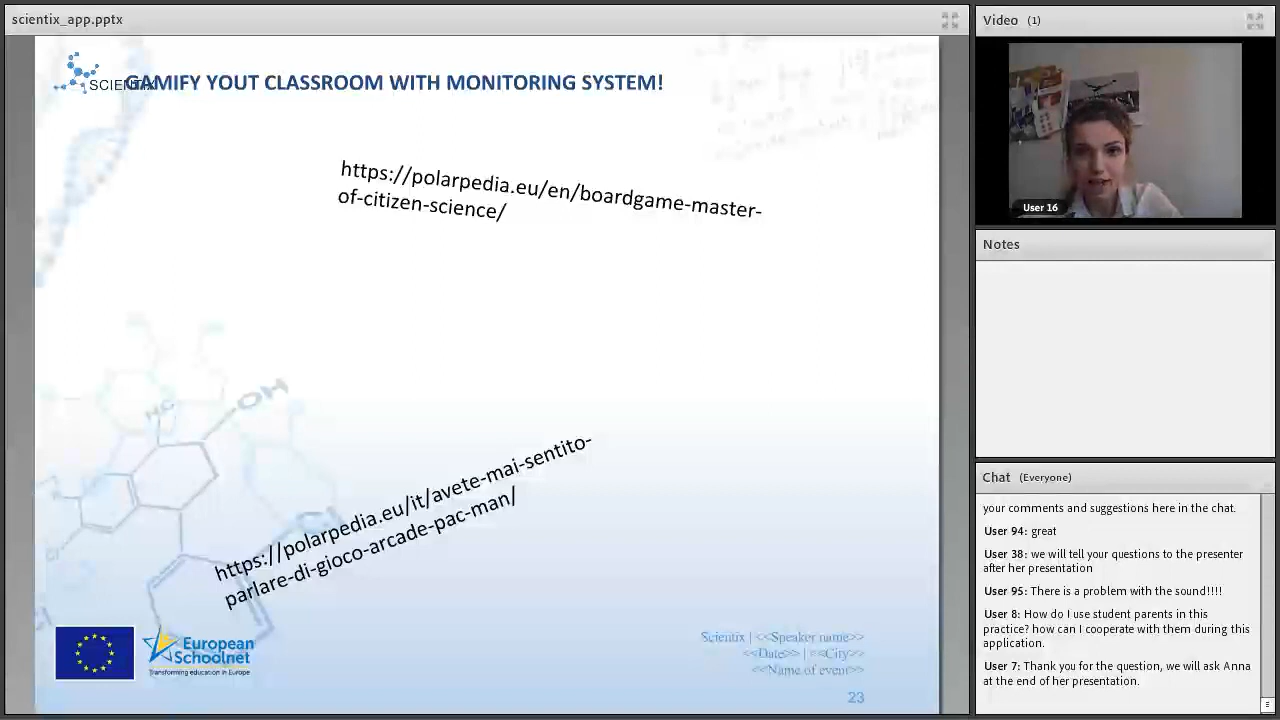 scientix_app.pptx
SCIENTIX
GAMIFY YOUT CLASSROOM WITH MONITORING SYSTEM!
https://polarpedia.eu/en/boardgame-master-
of-citizen-science/
OH
HC
https://polarpedia.eu/it/avete-mai-sentito-
parlare-di-gioco-arcade-pac-man/
European
Schoolnet
Transforming education in Europe
Scientix | <<Speaker name>>
<<Date>> | <<City>>
<<Name of event>>
23
Video (1)
User 16
Notes
Chat (Everyone)
your comments and suggestions here in the chat.
User 94: great
User 38: we will tell your questions to the presenter
after her presentation
User 95: There is a problem with the sound!!!!
User 8: How do I use student parents in this
practice? how can I cooperate with them during this
application.
User 7: Thank you for the question, we will ask Anna
at the end of her presentation.